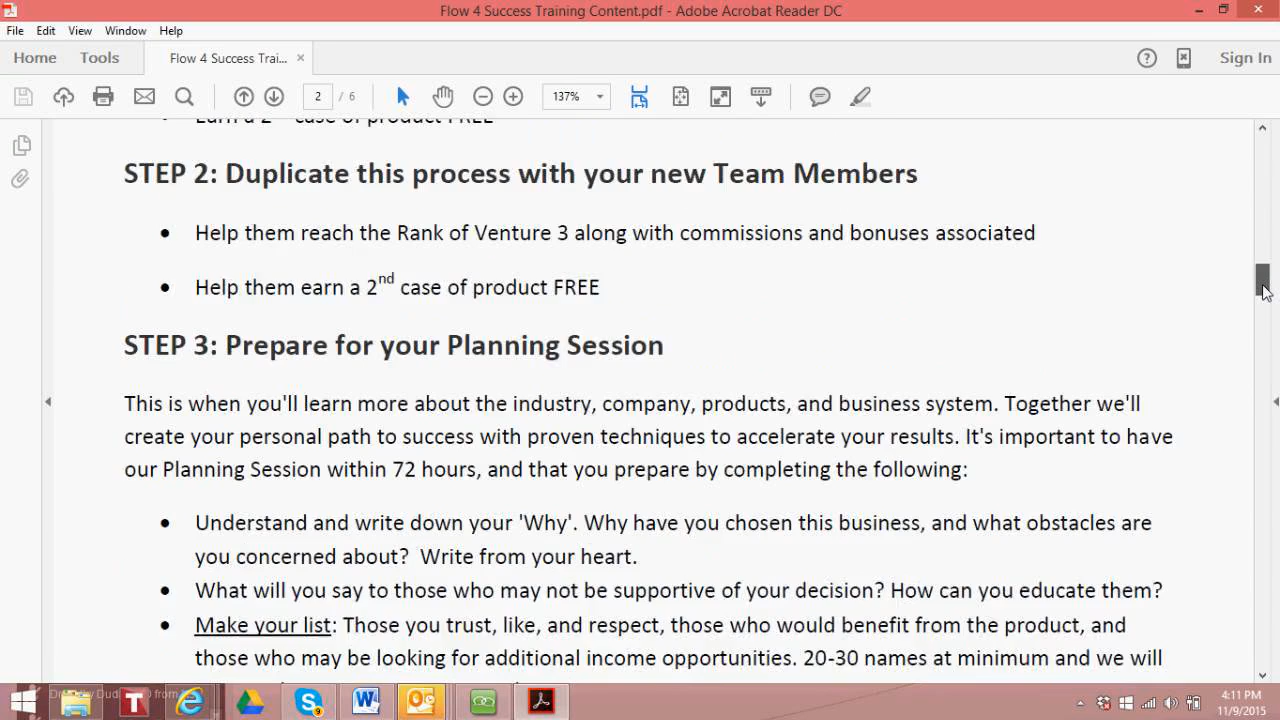 Flow 4 Success Training Content.pdf - Adobe Acrobat Reader DC
File Edit View Window Help
Home Tools Flow 4 Success Trai... × Sign In
2 / 6 137%
Earn a 2 case of product FREE
STEP 2: Duplicate this process with your new Team Members
• Help them reach the Rank of Venture 3 along with commissions and bonuses associated
• Help them earn a 2nd case of product FREE
STEP 3: Prepare for your Planning Session
This is when you'll learn more about the industry, company, products, and business system. Together we'll
create your personal path to success with proven techniques to accelerate your results. It's important to have
our Planning Session within 72 hours, and that you prepare by completing the following:
• Understand and write down your 'Why'. Why have you chosen this business, and what obstacles are
you concerned about? Write from your heart.
• What will you say to those who may not be supportive of your decision? How can you educate them?
• Make your list: Those you trust, like, and respect, those who would benefit from the product, and
those who may be looking for additional income opportunities. 20-30 names at minimum and we will
4:11 PM
11/9/2015